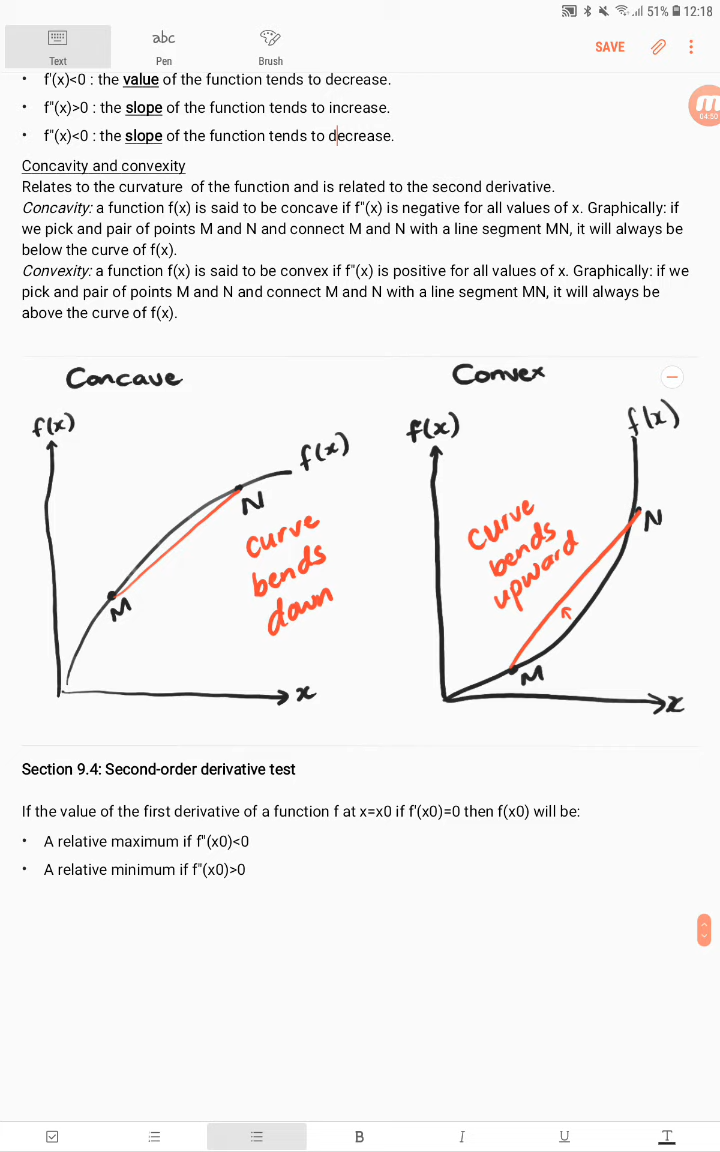 51% 12:18
Text
abc
Pen
Brush
SAVE
m
04:50
• f'(x)<0 : the value of the function tends to decrease.
• f"(x)>0 : the slope of the function tends to increase.
• f"(x)<0 : the slope of the function tends to decrease.
Concavity and convexity
Relates to the curvature of the function and is related to the second derivative.
Concavity: a function f(x) is said to be concave if f"(x) is negative for all values of x. Graphically: if
we pick and pair of points M and N and connect M and N with a line segment MN, it will always be
below the curve of f(x).
Convexity: a function f(x) is said to be convex if f"(x) is positive for all values of x. Graphically: if we
pick and pair of points M and N and connect M and N with a line segment MN, it will always be
above the curve of f(x).
Concave
f(x)
f(x)
N
M
curve
bends
down
x
Convex
f(x)
f(x)
N
M
curve
bends
upward
x
Section 9.4: Second-order derivative test
If the value of the first derivative of a function f at x=x0 if f'(x0)=0 then f(x0) will be:
• A relative maximum if f"(x0)<0
• A relative minimum if f"(x0)>0
B I U T